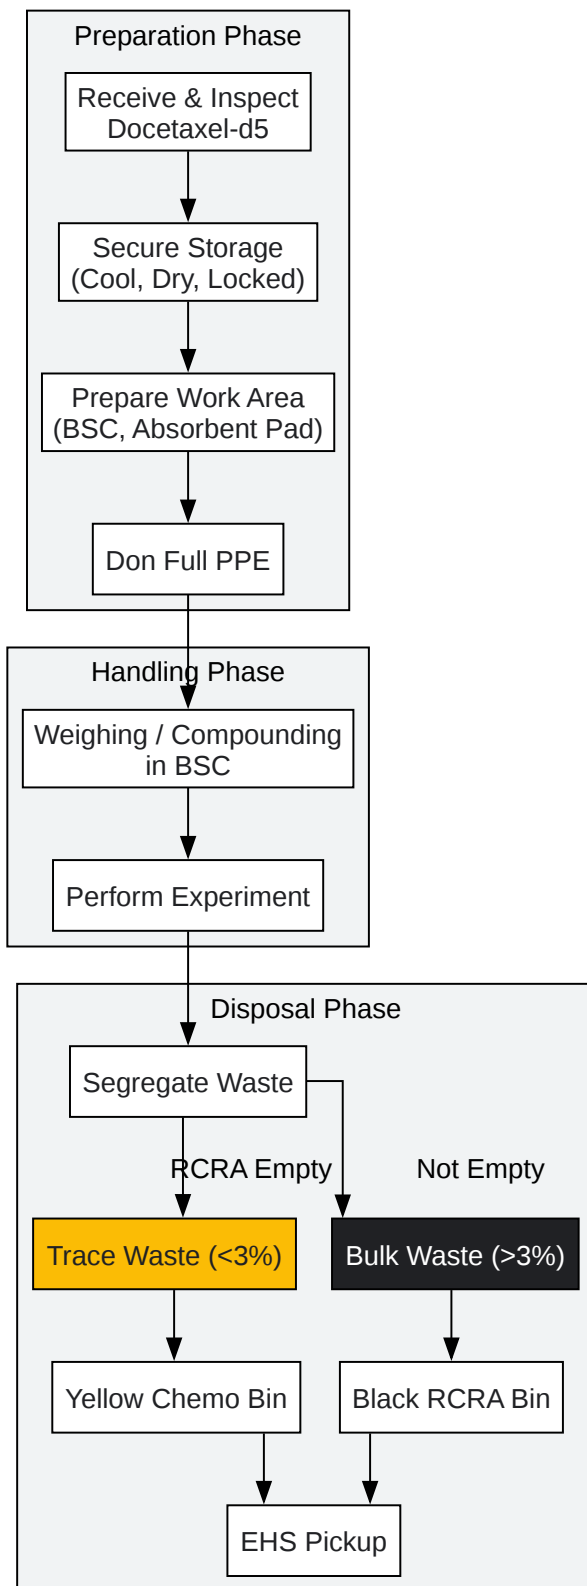 Preparation Phase
Receive & Inspect
Docetaxel-d5
Secure Storage
(Cool, Dry, Locked)
Prepare Work Area
(BSC, Absorbent Pad)
Don Full PPE
Handling Phase
Weighing / Compounding
in BSC
Perform Experiment
Disposal Phase
Segregate Waste
RCRA Empty
Not Empty
Trace Waste (<3%)
Bulk Waste (>3%)
Yellow Chemo Bin
Black RCRA Bin
EHS Pickup